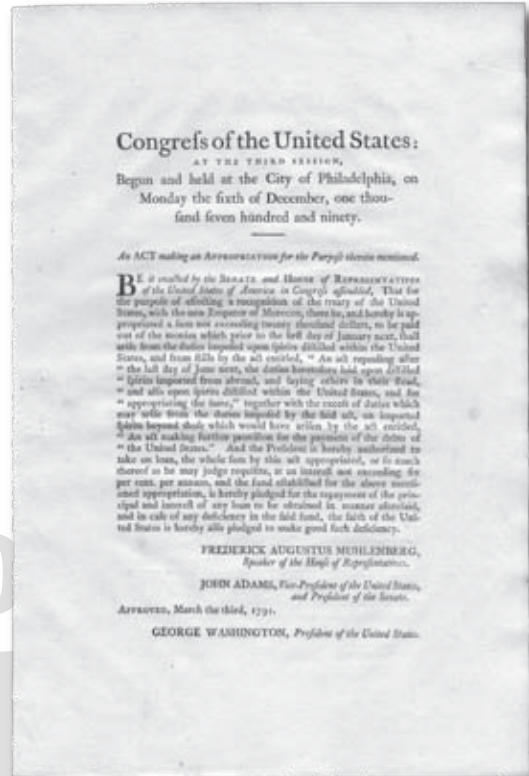 Congreſs of the United States:
AT THE THIRD SESSION,
Begun and held at the City of Philadelphia, on
Monday the ſixth of December, one thou-
ſand ſeven hundred and ninety.
An ACT making an APPROPRIATION for the Purpoſe therein mentioned.
BE it enacted by the SENATE and HOUSE of REPRESENTATIVES
of the United States of America in Congreſs aſſembled, That for
the purpoſe of effecting a recognition of the treaty of the United
States, with the new Emperor of Morocco, there be, and hereby is ap-
propriated a ſum not exceeding twenty thouſand dollars, to be paid
out of the monies which prior to the firſt day of January next, ſhall
ariſe from the duties impoſed upon ſpirits diſtilled within the United
States, and from ſtills by the act entitled, "An act repealing after
"the laſt day of June next, the duties heretofore laid upon diſtilled
"ſpirits imported from abroad, and laying others in their ſtead,
"and alſo upon ſpirits diſtilled within the United States, and for
"appropriating the ſame," together with the exceſs of duties which
may ariſe from the duties impoſed by the ſaid act, on imported
ſpirits beyond thoſe which would have ariſen by the act entitled,
"An act making further proviſion for the payment of the debts of
"the United States." And the Preſident is hereby authorized to
take on loan, the whole ſum by this act appropriated, or ſo much
thereof as he may judge requiſite, at an intereſt not exceeding ſix
per cent. per annum, and the fund eſtabliſhed for the above menti-
oned appropriation, is hereby pledged for the repayment of the prin-
cipal and intereſt of any loan to be obtained in manner aforeſaid,
and in caſe of any deficiency in the ſaid fund, the faith of the Uni-
ted States is hereby alſo pledged to make good ſuch deficiency.
FREDERICK AUGUSTUS MUHLENBERG,
Speaker of the Houſe of Repreſentatives.
JOHN ADAMS, Vice-Preſident of the United States,
and Preſident of the Senate.
APPROVED, March the third, 1791.
GEORGE WASHINGTON, Preſident of the United States.